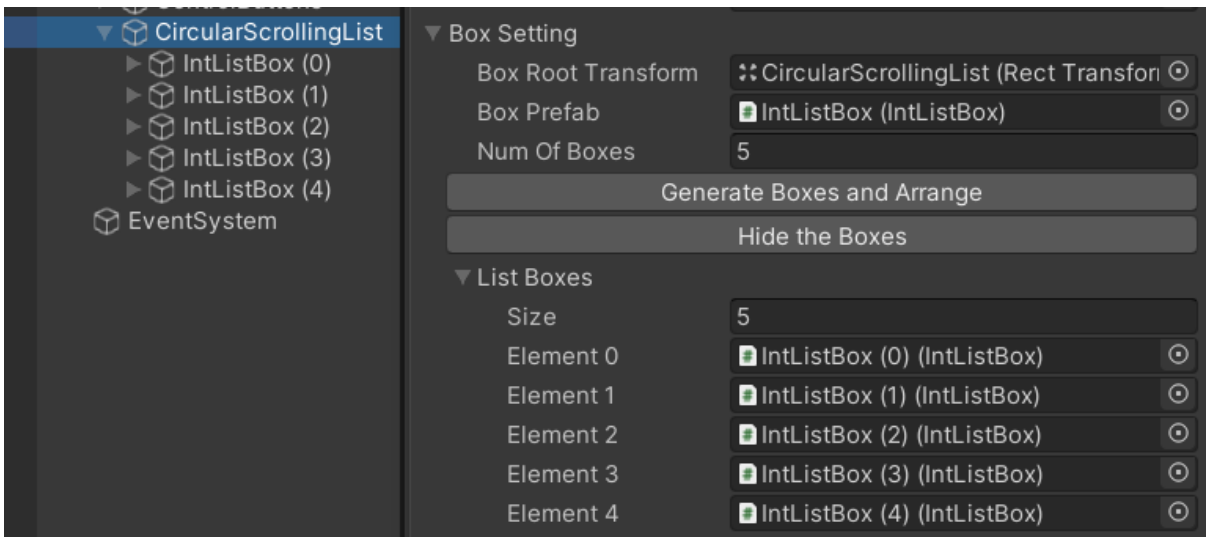 CircularScrollingList
IntListBox (0)
IntListBox (1)
IntListBox (2)
IntListBox (3)
IntListBox (4)
EventSystem
Box Setting
Box Root Transform CircularScrollingList (Rect Transfor
Box Prefab IntListBox (IntListBox)
Num Of Boxes 5
Generate Boxes and Arrange
Hide the Boxes
List Boxes
Size 5
Element 0 IntListBox (0) (IntListBox)
Element 1 IntListBox (1) (IntListBox)
Element 2 IntListBox (2) (IntListBox)
Element 3 IntListBox (3) (IntListBox)
Element 4 IntListBox (4) (IntListBox)